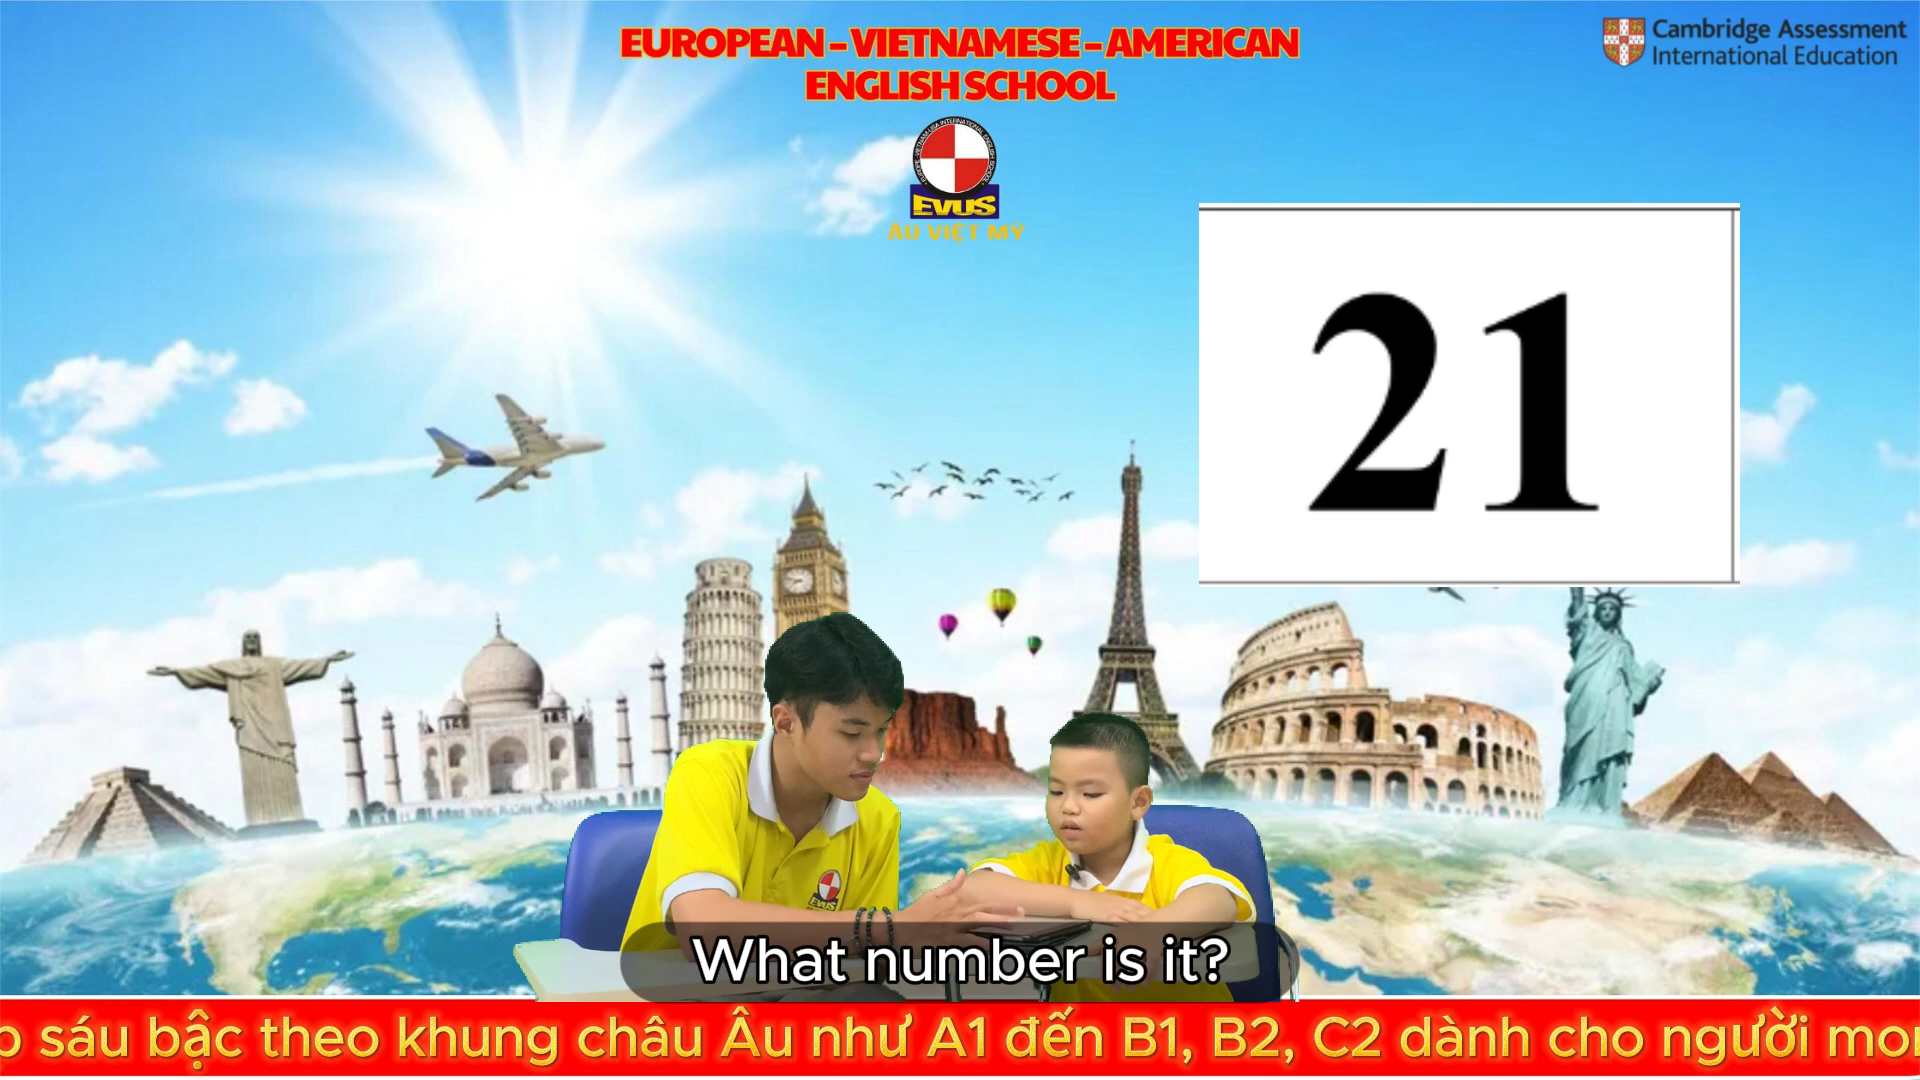 EUROPEAN - VIETNAMESE - AMERICAN
ENGLISH SCHOOL
Cambridge Assessment
International Education
EVUS
ÂU VIỆT MỸ
21
EVUS
What number is it?
sáu bậc theo khung châu Âu như A1 đến B1, B2, C2 dành cho người